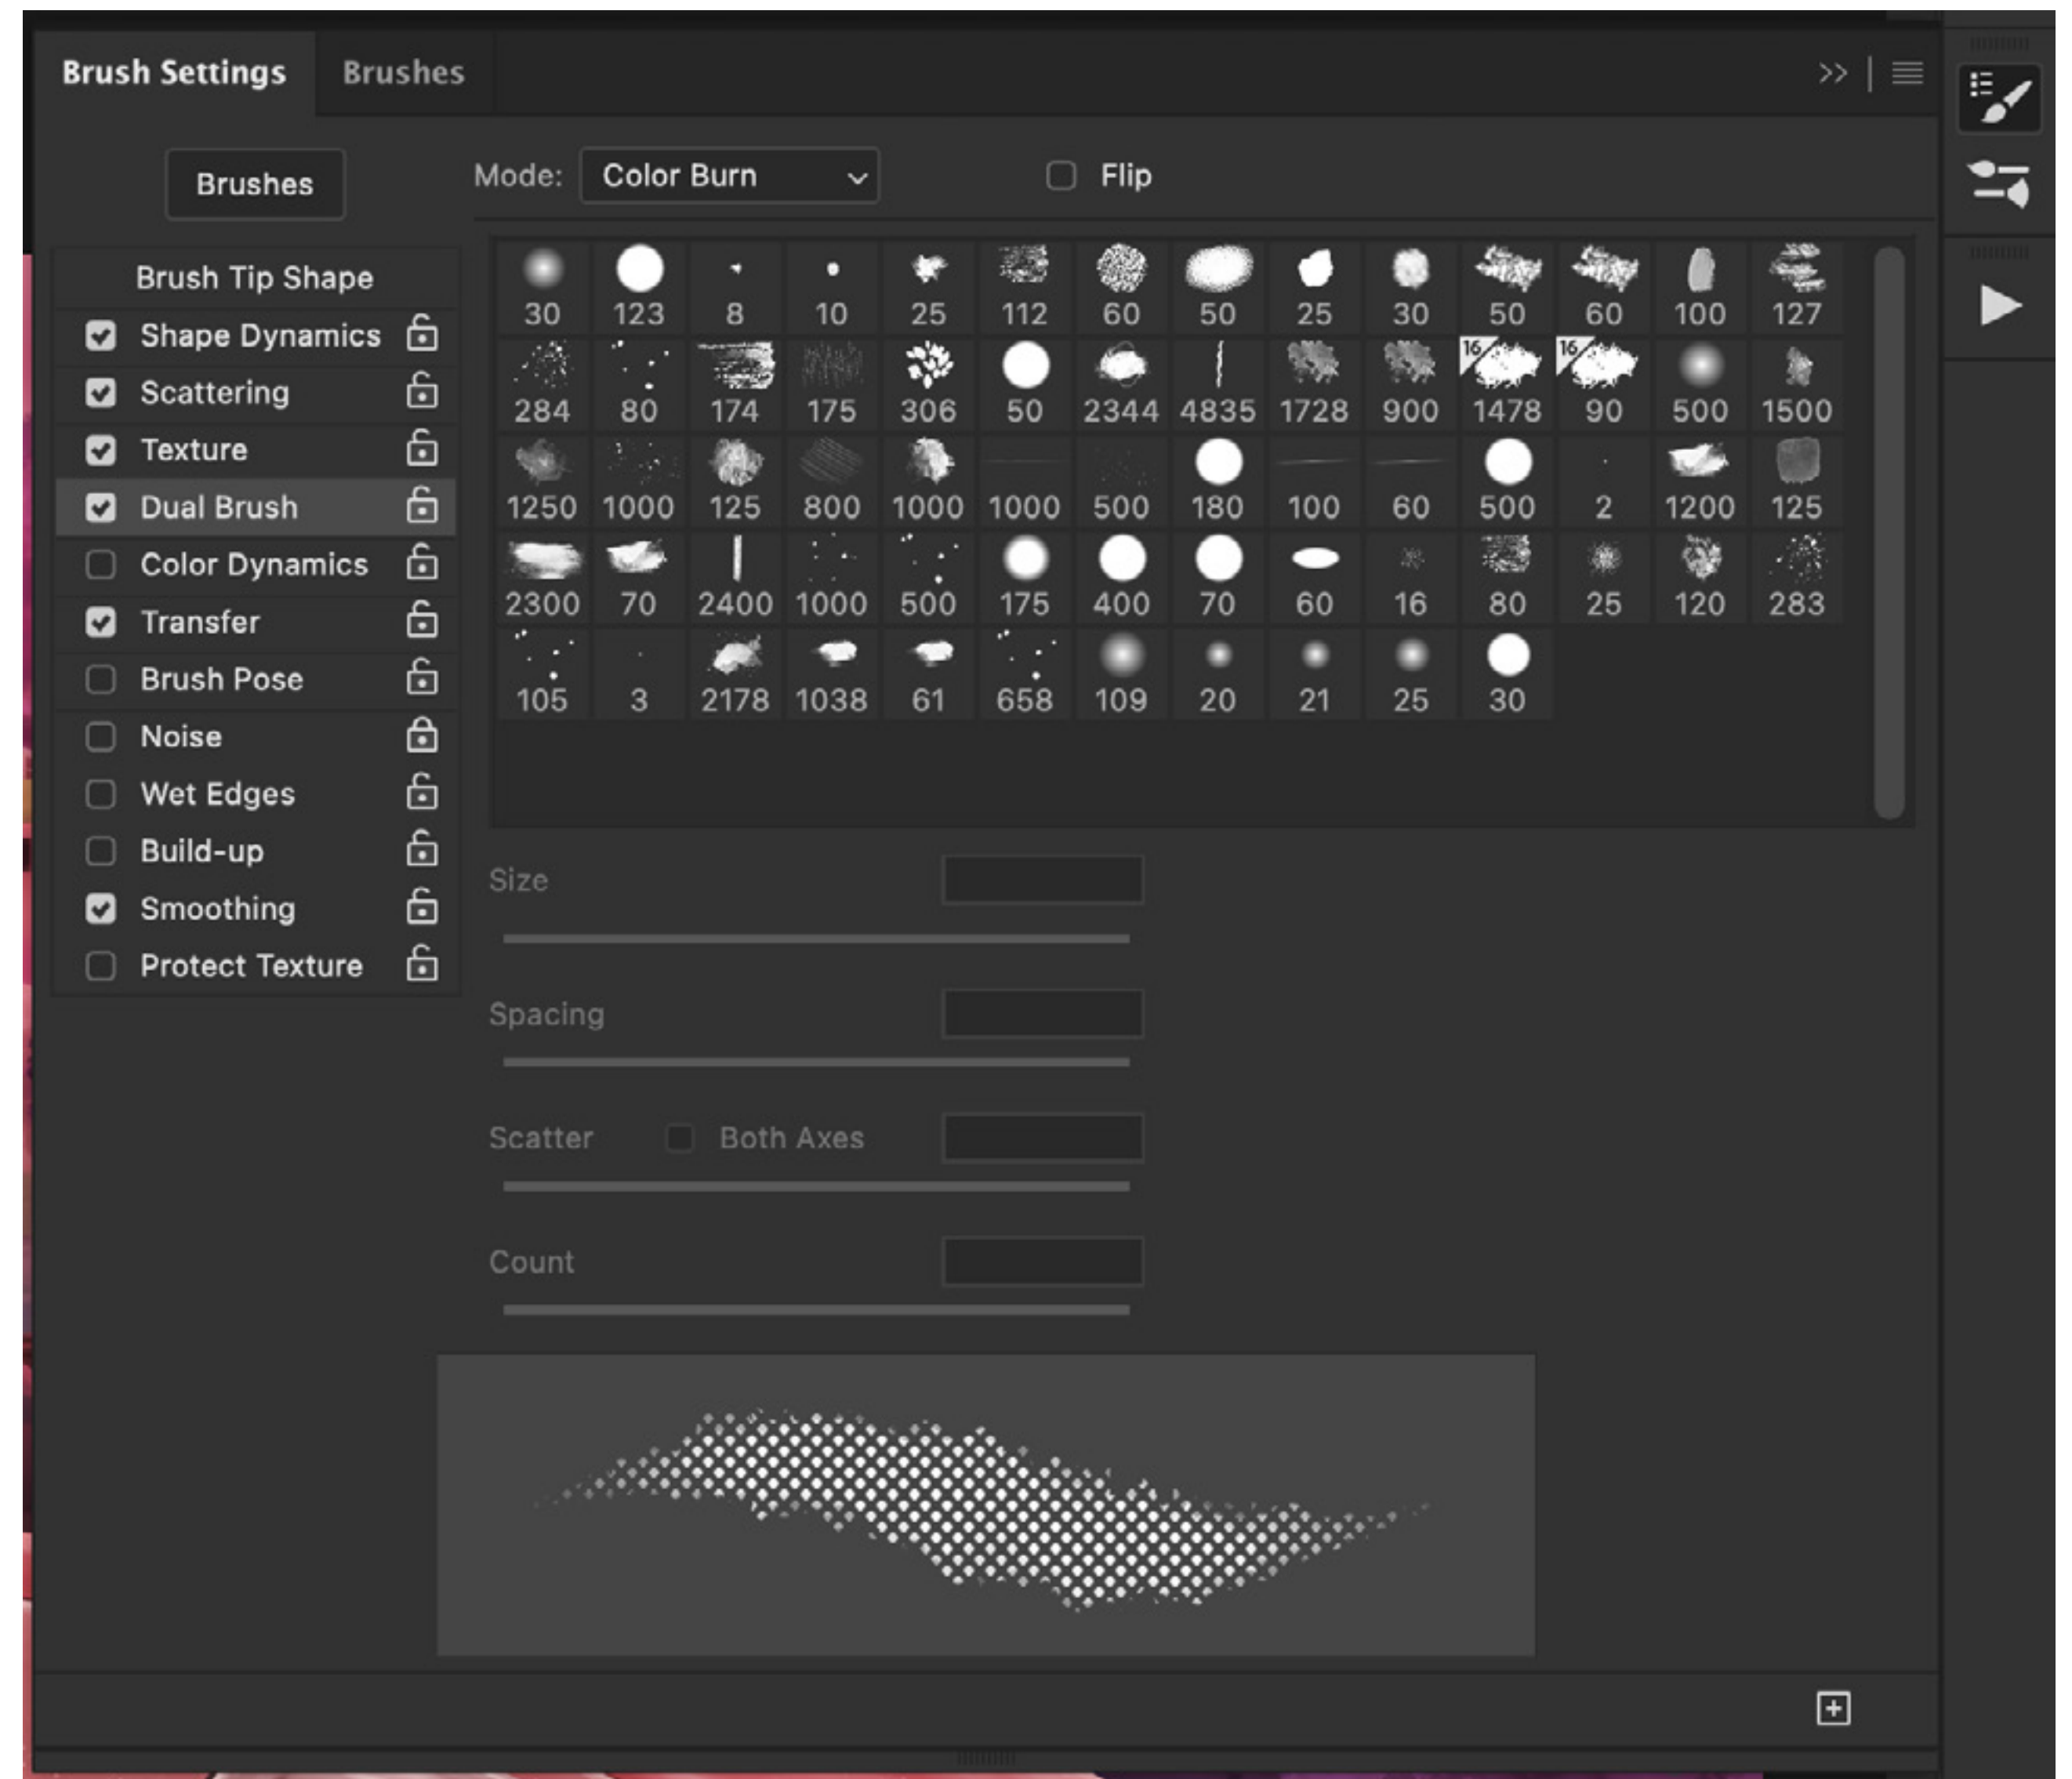 Brush Settings Brushes
Brushes Mode: Color Burn Flip
Brush Tip Shape
Shape Dynamics
Scattering
Texture
Dual Brush
Color Dynamics
Transfer
Brush Pose
Noise
Wet Edges
Build-up
Smoothing
Protect Texture
30 123 8 10 25 112 60 50 25 30 50 60 100 127
16 16
284 80 174 175 306 50 2344 4835 1728 900 1478 90 500 1500
1250 1000 125 800 1000 1000 500 180 100 60 500 2 1200 125
2300 70 2400 1000 500 175 400 70 60 16 80 25 120 283
105 3 2178 1038 61 658 109 20 21 25 30
Size
Spacing
Scatter Both Axes
Count